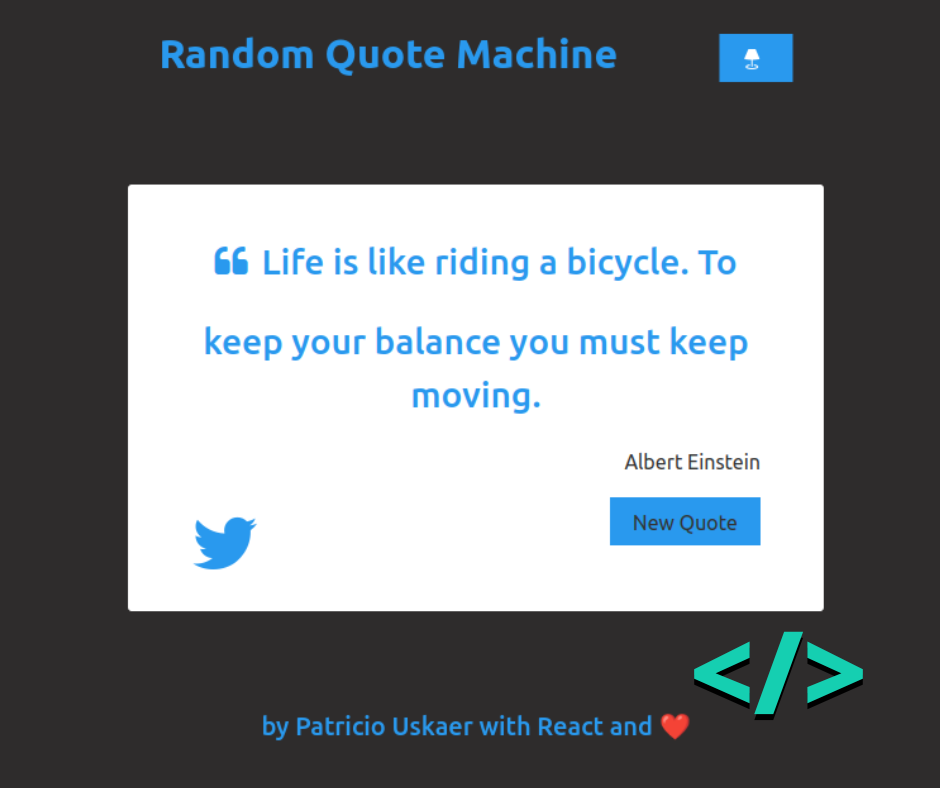 Random Quote Machine
❝ Life is like riding a bicycle. To
keep your balance you must keep
moving.
Albert Einstein
New Quote
</>
by Patricio Uskaer with React and ❤️